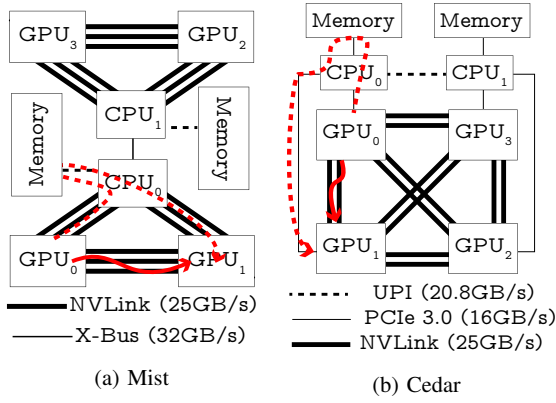 GPU3
GPU2
CPU1
Memory
Memory
CPU0
GPU0
GPU1
NVLink (25GB/s)
X-Bus (32GB/s)
(a) Mist
Memory
Memory
CPU0
CPU1
GPU0
GPU3
GPU1
GPU2
UPI (20.8GB/s)
PCIe 3.0 (16GB/s)
NVLink (25GB/s)
(b) Cedar